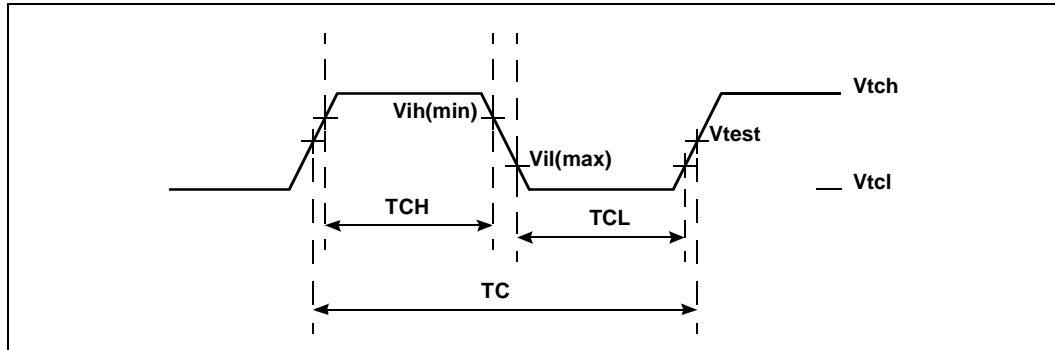 Vtch
Vih(min)
Vtest
Vil(max)
Vtcl
TCH
TCL
TC